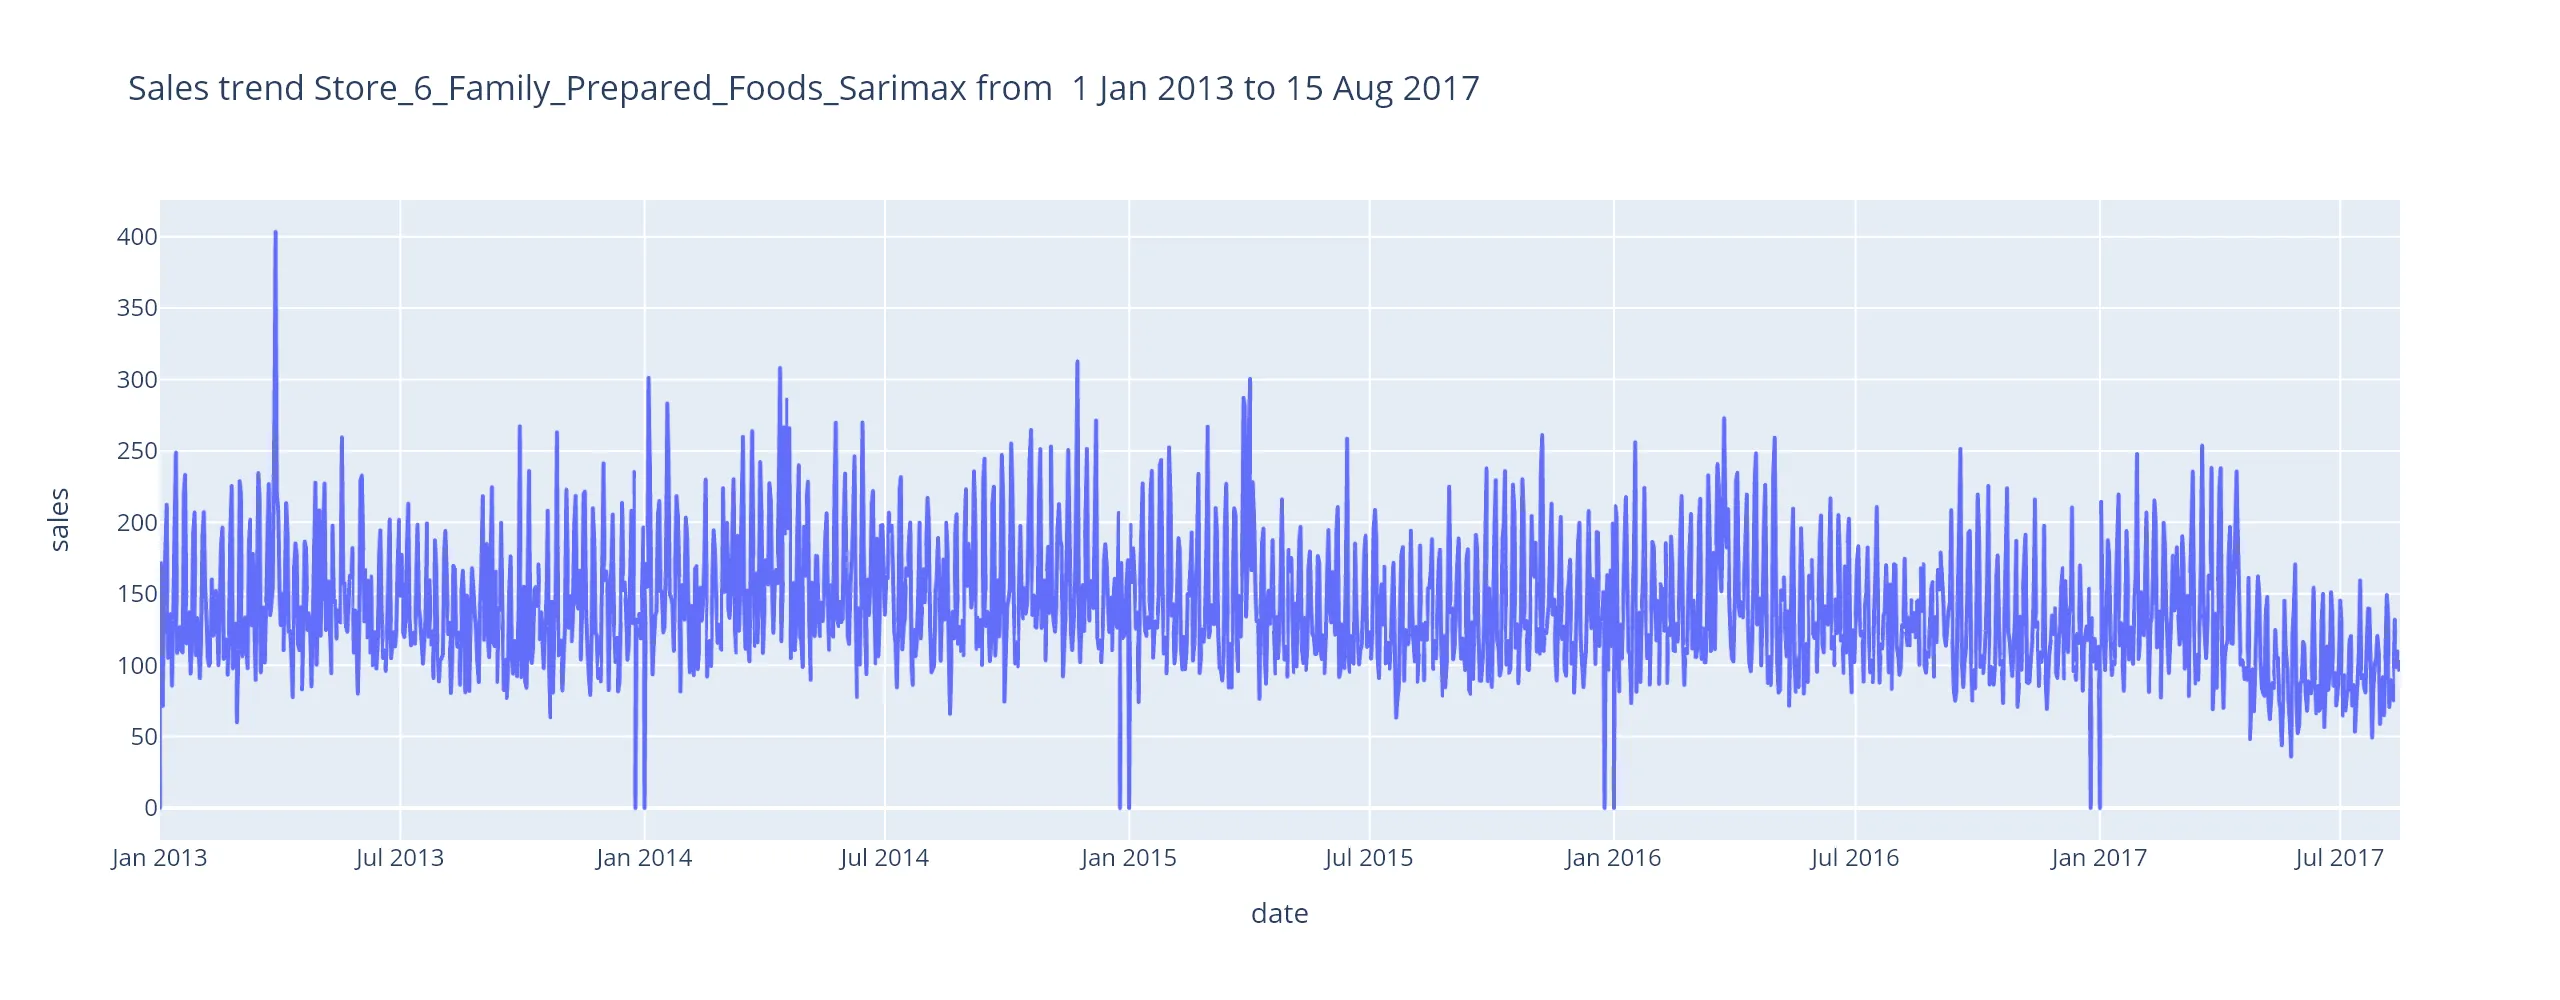 Sales trend Store_6_Family_Prepared_Foods_Sarimax from  1 Jan 2013 to 15 Aug 2017
400
350
300
250
200
150
100
50
0
sales
Jan 2013 Jul 2013 Jan 2014 Jul 2014 Jan 2015 Jul 2015 Jan 2016 Jul 2016 Jan 2017 Jul 2017
date